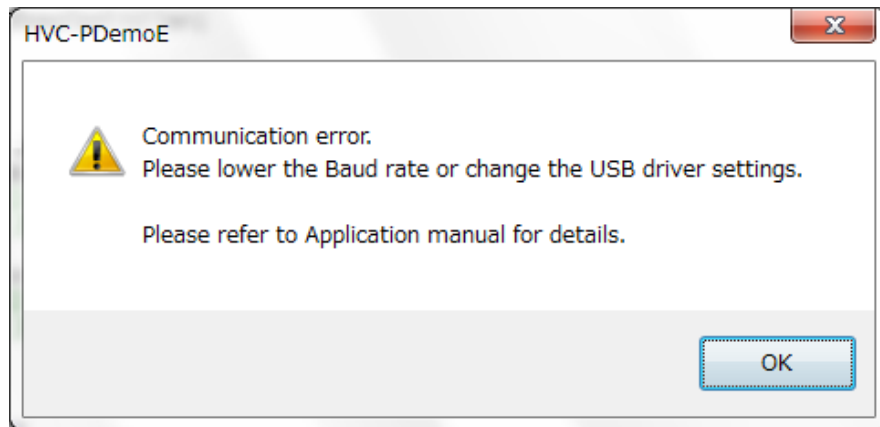 HVC-PDemoE
Communication error.
Please lower the Baud rate or change the USB driver settings.
Please refer to Application manual for details.
OK